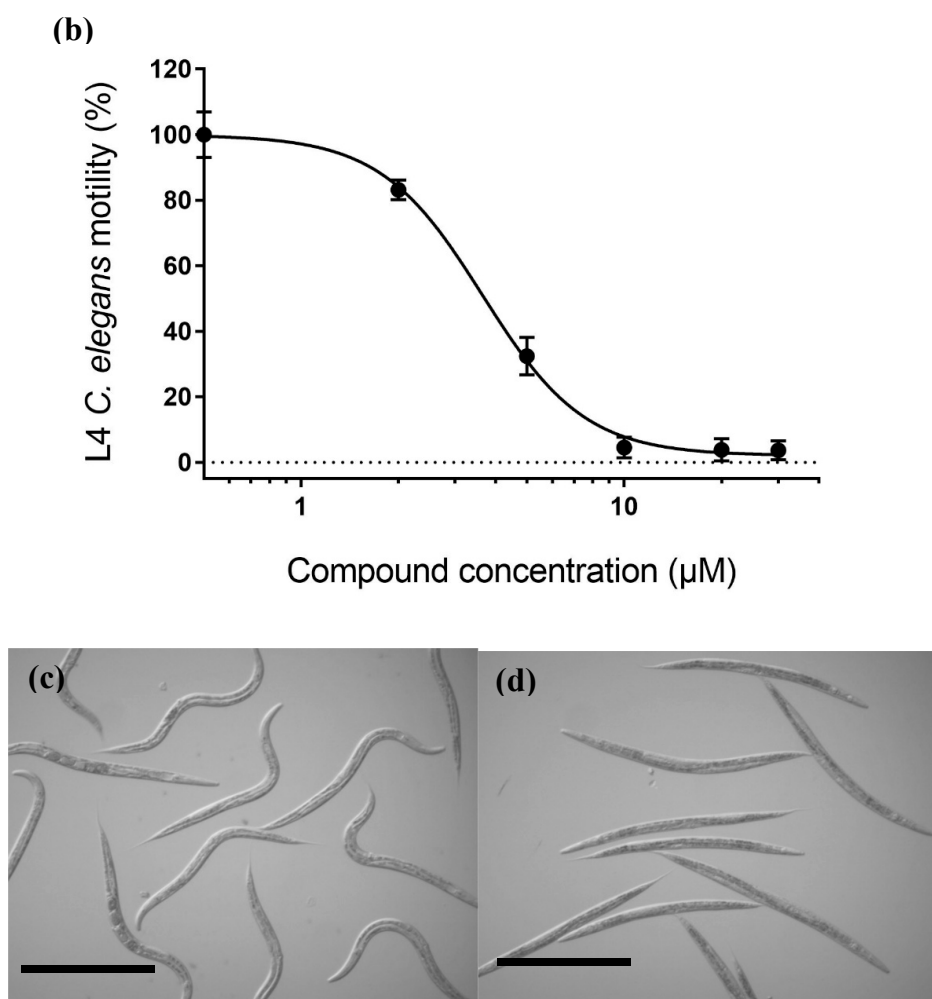 (b)
120
100
80
60
40
20
0
L4 C. elegans motility (%)
1 10
Compound concentration (µM)
(c) (d)